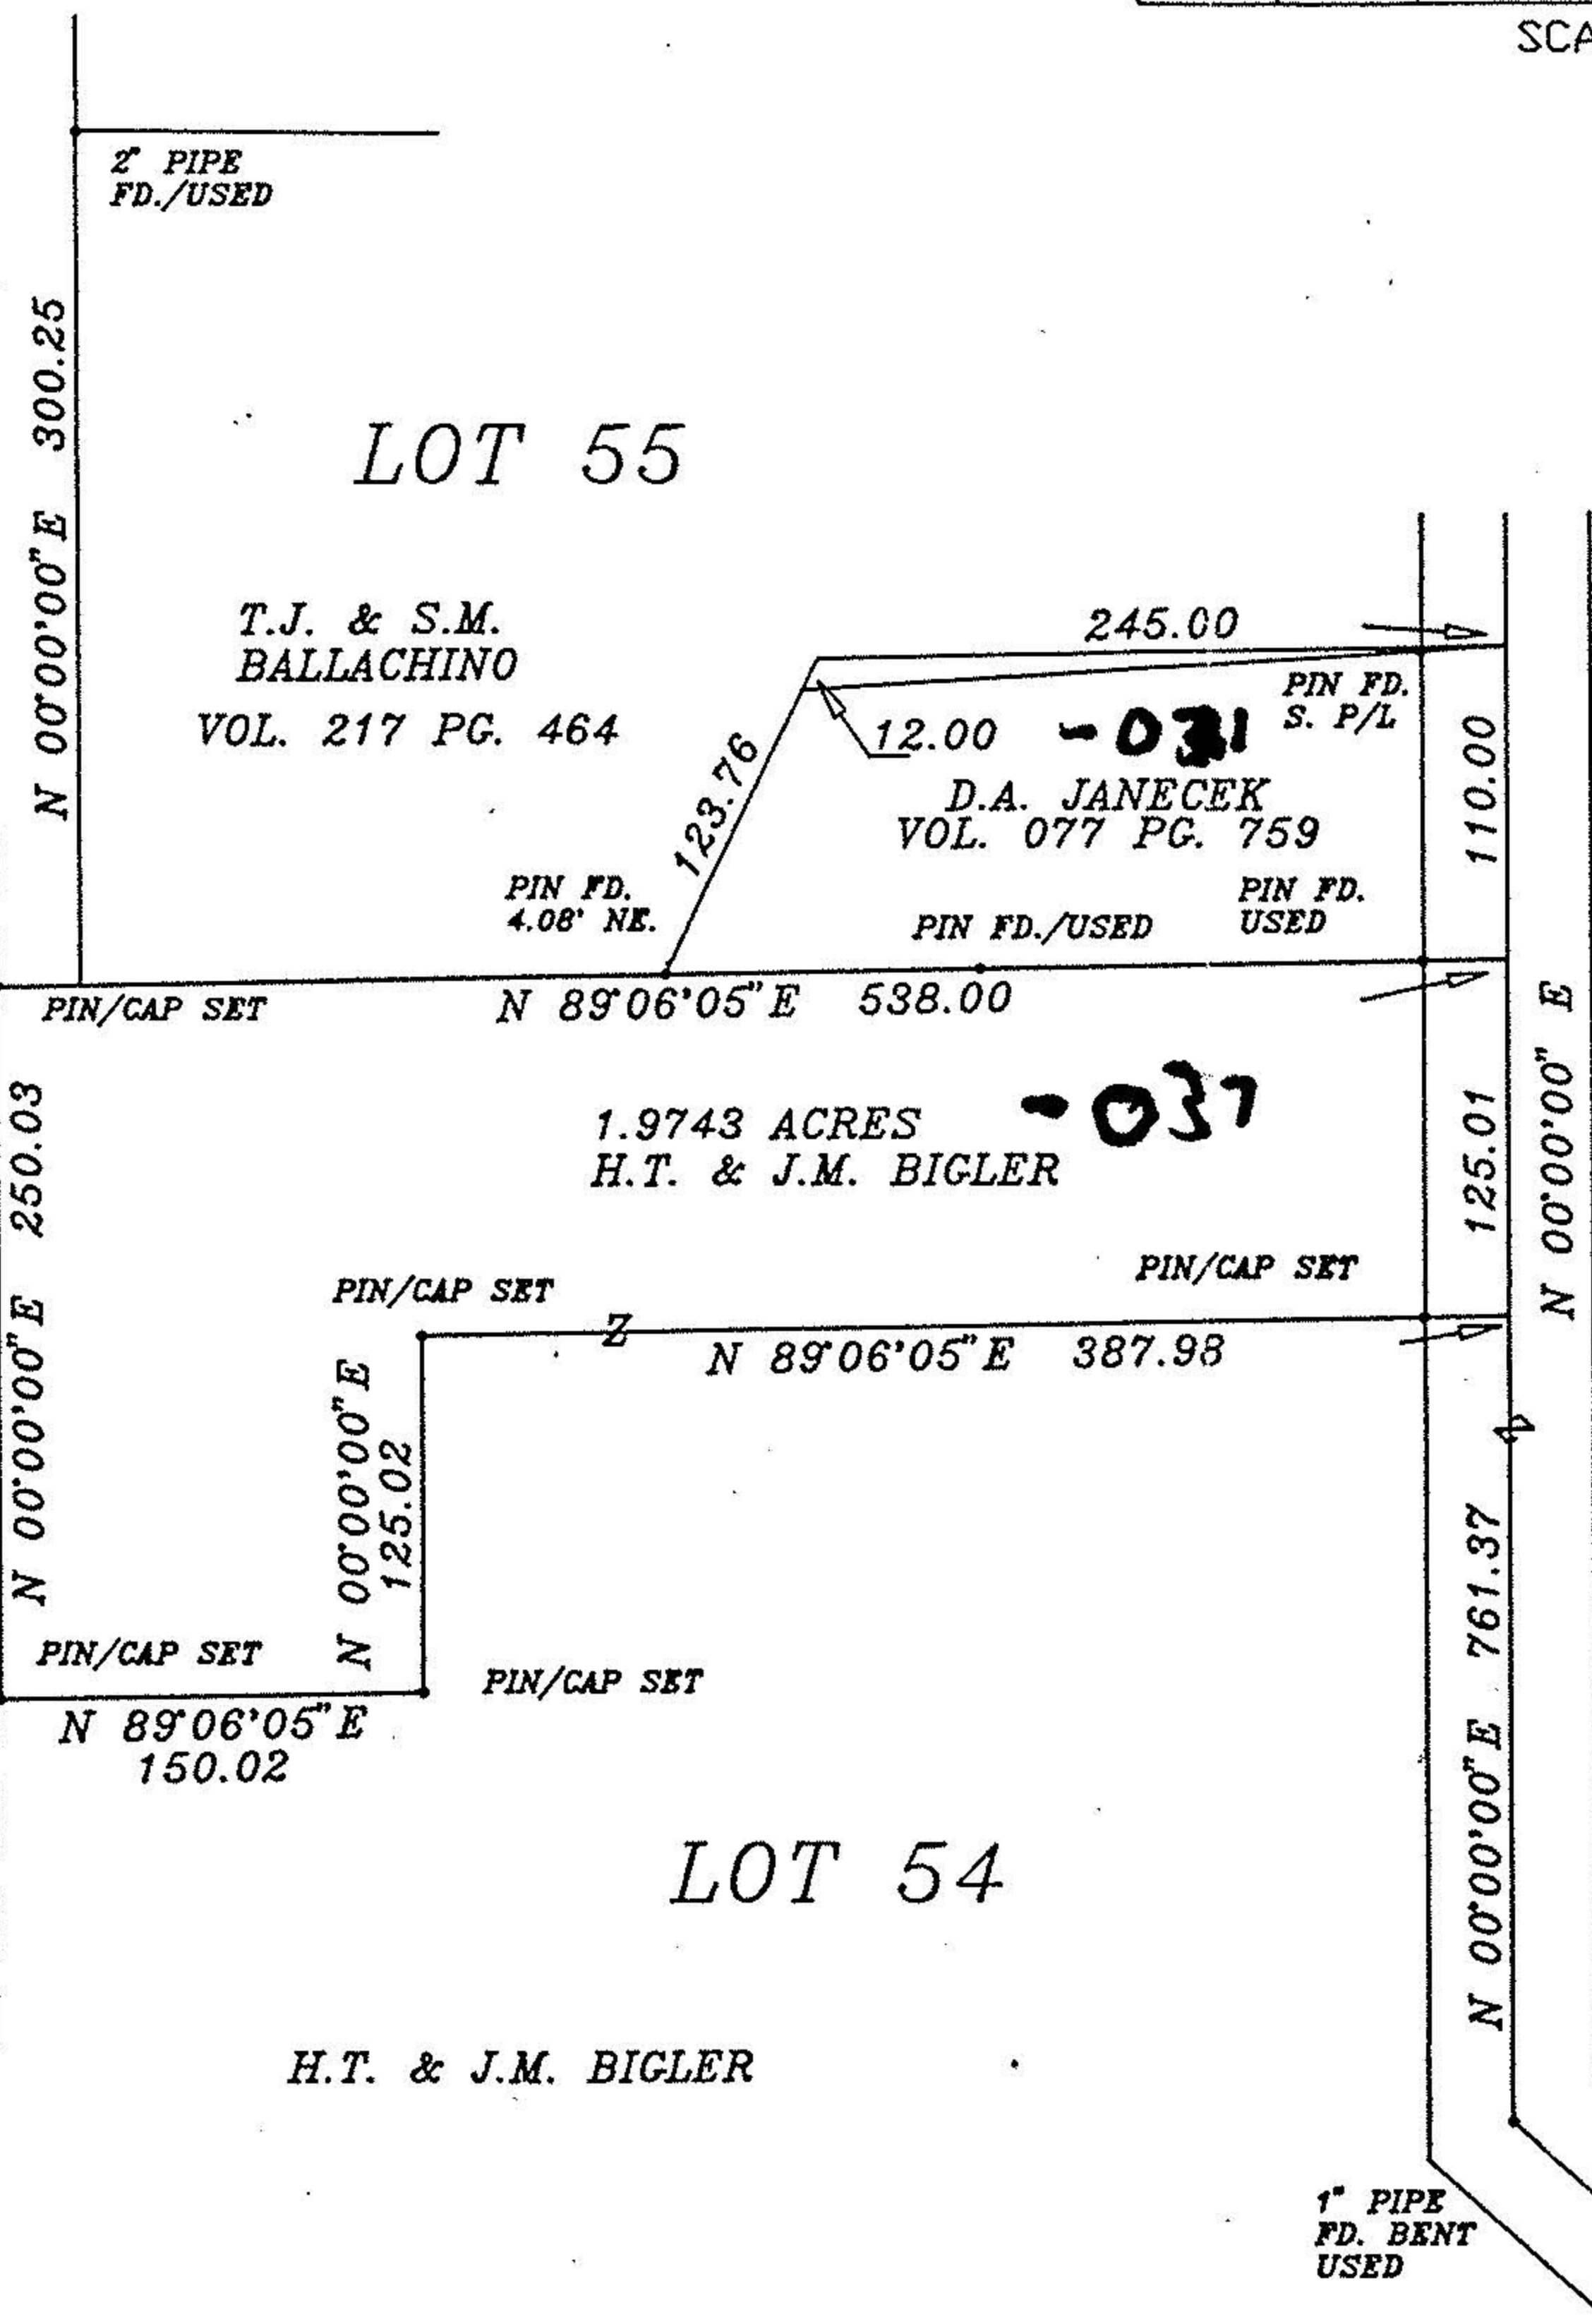 SCA
2" PIPE
FD./USED
N 00°00'00" E 300.25
LOT 55
T.J. & S.M.
BALLACHINO
VOL. 217 PG. 464
245.00
PIN FD.
S. P/L
12.00
D.A. JANECEK
VOL. 077 PG. 759
123.76
110.00
PIN FD.
4.08' NE.
PIN FD./USED
PIN FD.
USED
PIN/CAP SET
N 89°06'05" E 538.00
N 00°00'00" E
N 00°00'00" E 250.03
1.9743 ACRES
-037
H.T. & J.M. BIGLER
125.01
PIN/CAP SET
PIN/CAP SET
Z
N 89°06'05" E 387.98
N 00°00'00" E
125.02
PIN/CAP SET
PIN/CAP SET
N 89°06'05" E
150.02
N 00°00'00" E 761.37
LOT 54
H.T. & J.M. BIGLER
1" PIPE
FD. BENT
USED